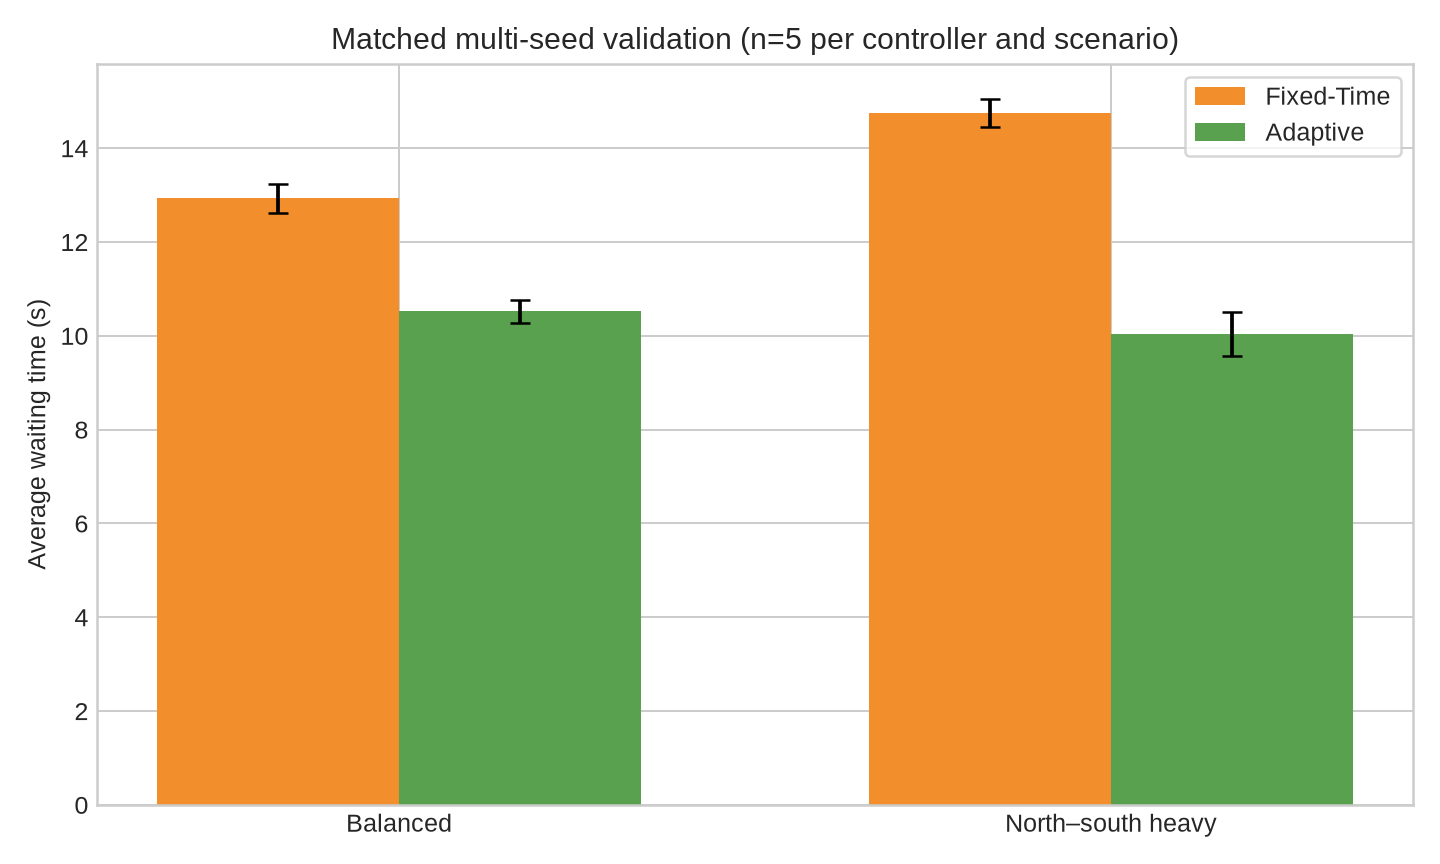 Matched multi-seed validation (n=5 per controller and scenario)
Fixed-Time
Adaptive
Average waiting time (s)
14
12
10
8
6
4
2
0
Balanced
North–south heavy